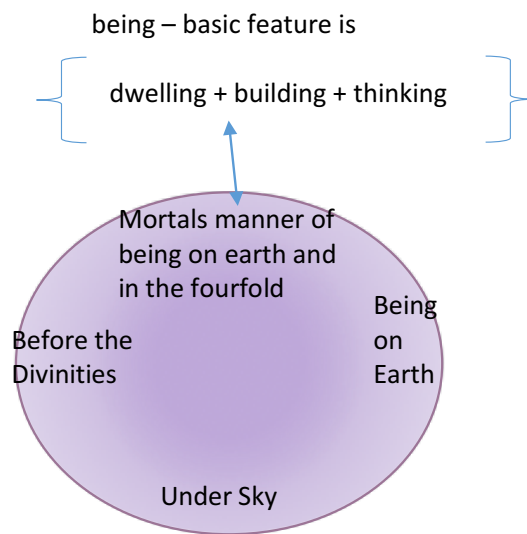 being – basic feature is
dwelling + building + thinking
Mortals manner of
being on earth and
in the fourfold
Being
on
Earth
Before the
Divinities
Under Sky